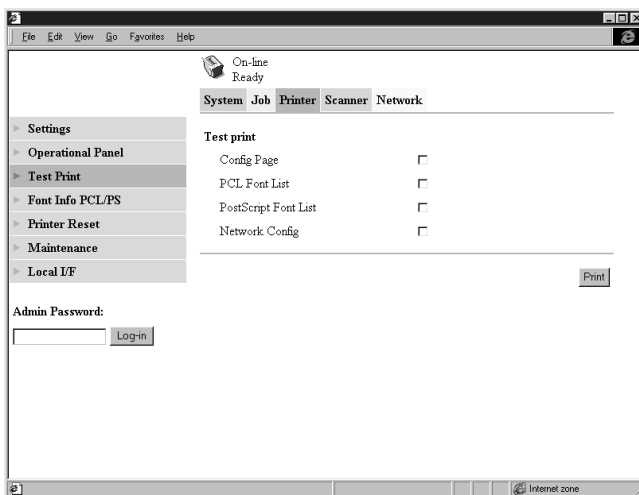 File Edit View Go Favorites Help
On-line
Ready
System Job Printer Scanner Network
Settings
Operational Panel
Test Print
Font Info PCL/PS
Printer Reset
Maintenance
Local I/F
Admin Password:
Log-in
Test print
Config Page
PCL Font List
PostScript Font List
Network Config
Print
Internet zone